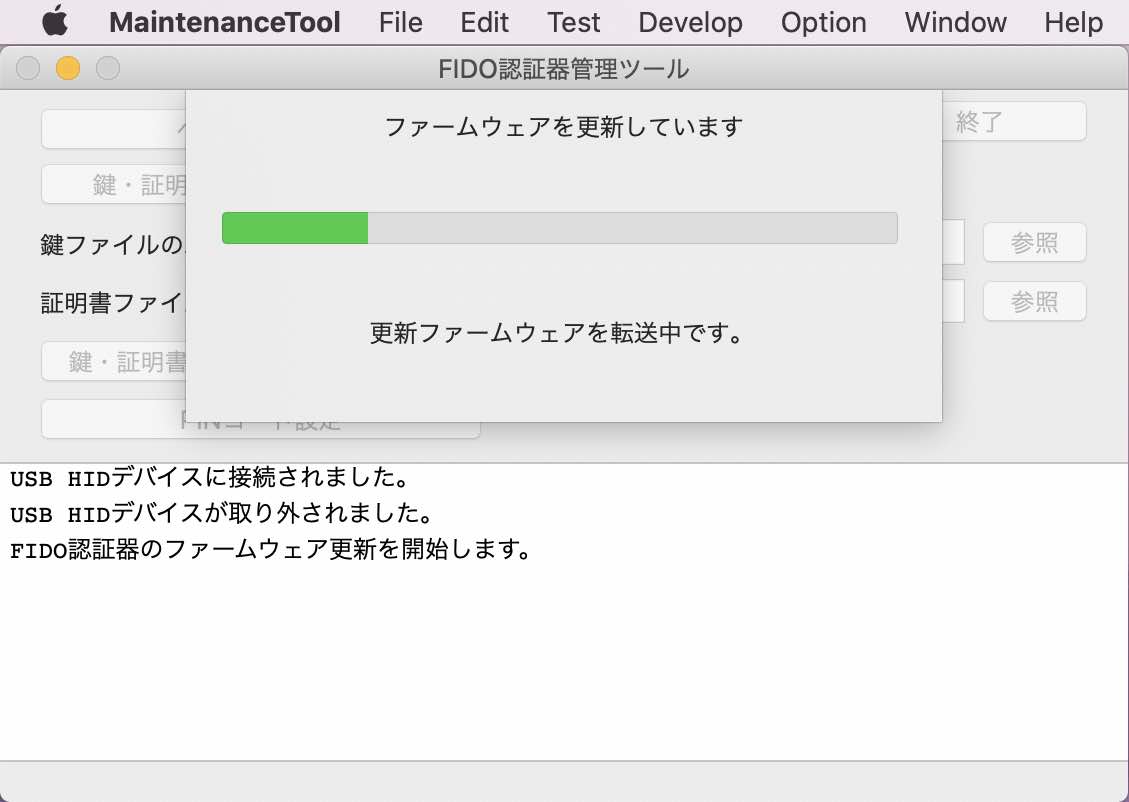 MaintenanceTool File Edit Test Develop Option Window Help
FIDO認証器管理ツール
ファームウェアを更新しています
終了
鍵・証明
鍵ファイルの
参照
証明書ファイ
参照
更新ファームウェアを転送中です。
鍵・証明書
PINコード設定
USB HIDデバイスに接続されました。
USB HIDデバイスが取り外されました。
FIDO認証器のファームウェア更新を開始します。